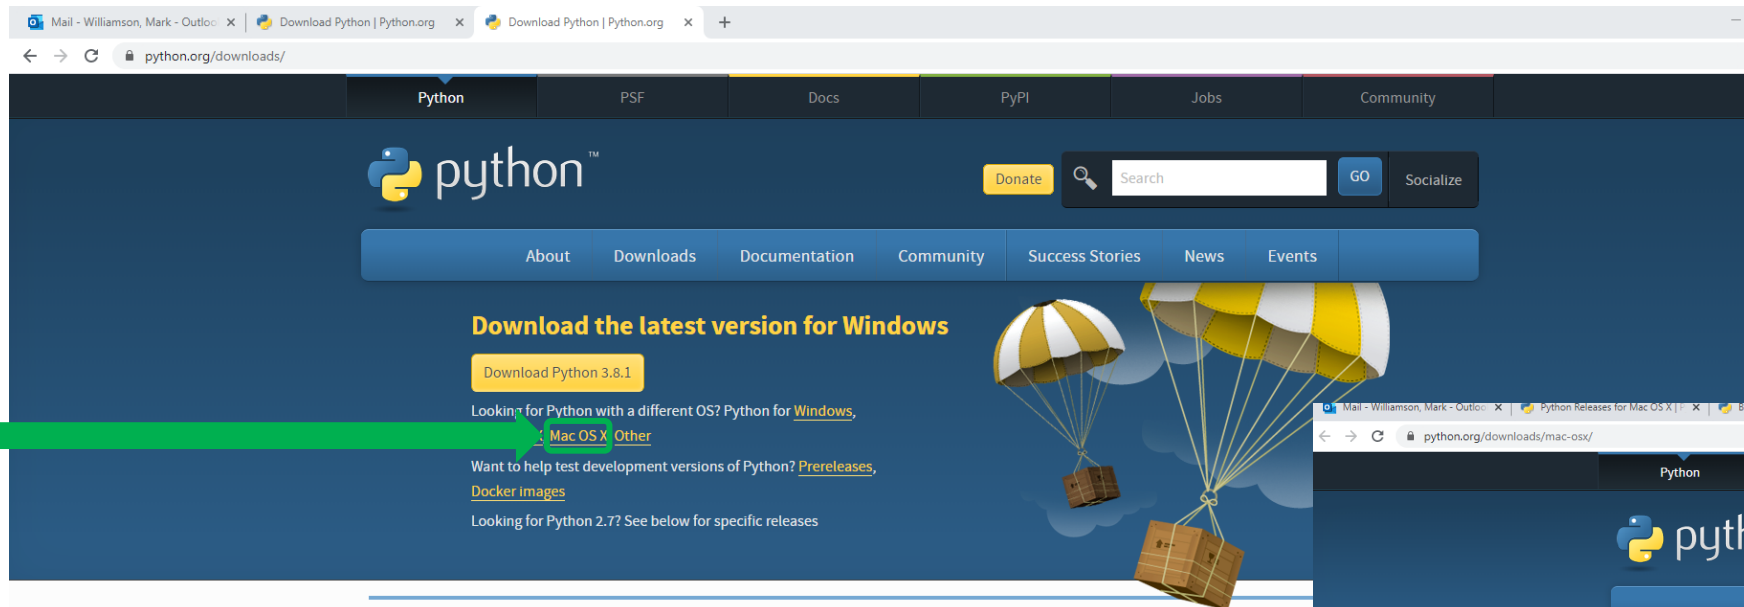 Mail - Williamson, Mark - Outloo
Download Python | Python.org
Download Python | Python.org
python.org/downloads/
Python
PSF
Docs
PyPI
Jobs
Community
python™
Donate
Search
GO
Socialize
About
Downloads
Documentation
Community
Success Stories
News
Events
Download the latest version for Windows
Download Python 3.8.1
Looking for Python with a different OS? Python for Windows,
Mac OS X, Other
Want to help test development versions of Python? Prereleases,
Docker images
Looking for Python 2.7? See below for specific releases
Mail - Williamson, Mark - Outloo
Python Releases for Mac OS X | P
python.org/downloads/mac-osx/
Python
pyth